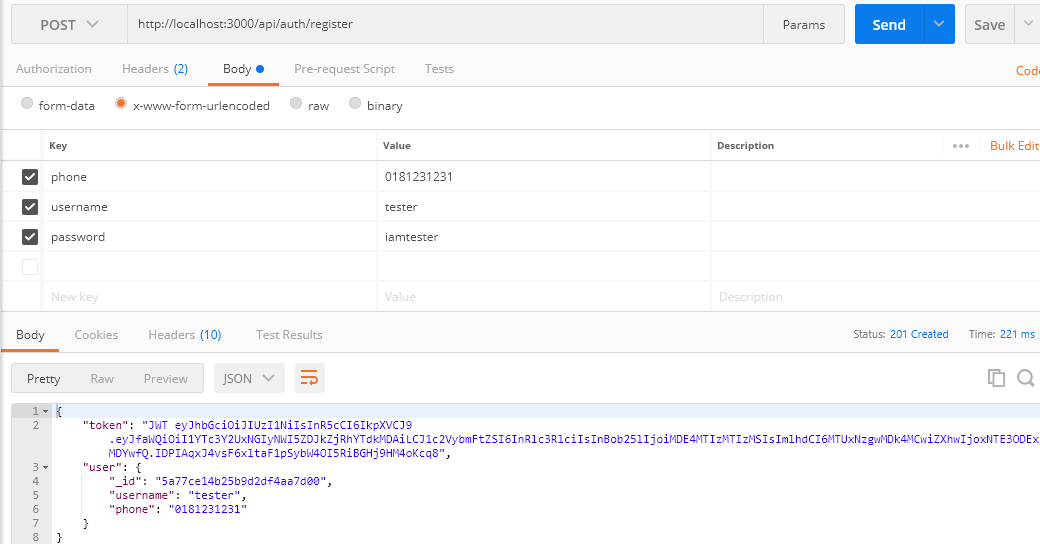 POST http://localhost:3000/api/auth/register Params Send Save
Authorization Headers (2) Body Pre-request Script Tests Code
form-data x-www-form-urlencoded raw binary
Key Value Description ••• Bulk Edit
phone 0181231231
username tester
password iamtester
New key Value Description
Body Cookies Headers (10) Test Results Status: 201 Created Time: 221 ms
Pretty Raw Preview JSON
1 {
2 "token": "JWT eyJhbGciOiJIUzI1NiIsInR5cCI6IkpXVCJ9
.eyJfaWQiOiI1YTc3Y2UxNGIyNWI5ZDJkZjRhYTdkMDAiLCJ1c2VybmFtZSI6InRlc3RlciIsInBob25lIjoiMDE4MTIzMTIzMSIsImlhdCI6MTUxNzgwMDk4MCwiZXhwIjoxNTE3ODEx
MDYwfQ.IDPIAqxJ4vsF6xltaF1pSybW4OI5RiBGHj9HM4oKcq8",
3 "user": {
4 "_id": "5a77ce14b25b9d2df4aa7d00",
5 "username": "tester",
6 "phone": "0181231231"
7 }
8 }